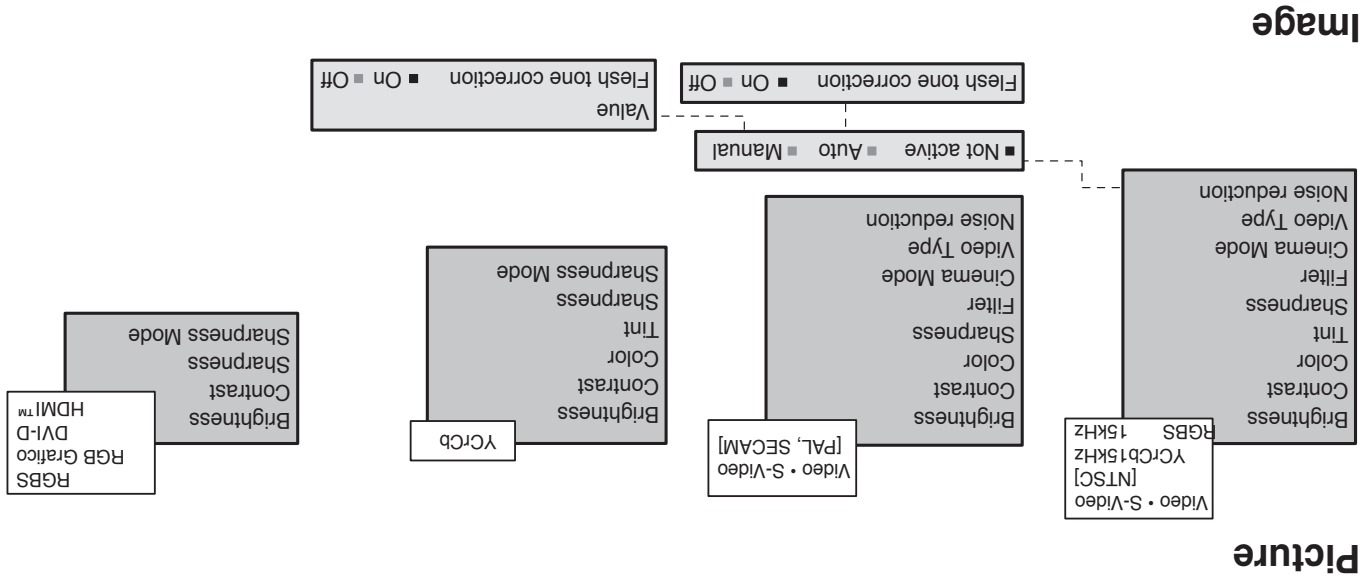 Picture
Video • S-Video
[NTSC]
YCrCb15kHz
RGBS 15kHz
Brightness
Contrast
Color
Tint
Sharpness
Filter
Cinema Mode
Video Type
Noise reduction
Video • S-Video
[PAL, SECAM]
Brightness
Contrast
Color
Sharpness
Filter
Cinema Mode
Video Type
Noise reduction
YCrCb
Brightness
Contrast
Color
Tint
Sharpness
Sharpness Mode
RGBS
RGB Grafico
DVI-D
HDMI™
Brightness
Contrast
Sharpness
Sharpness Mode
■ Not active ■ Auto ■ Manual
Flesh tone correction ■ On ■ Off
Value
Flesh tone correction ■ On ■ Off
Image